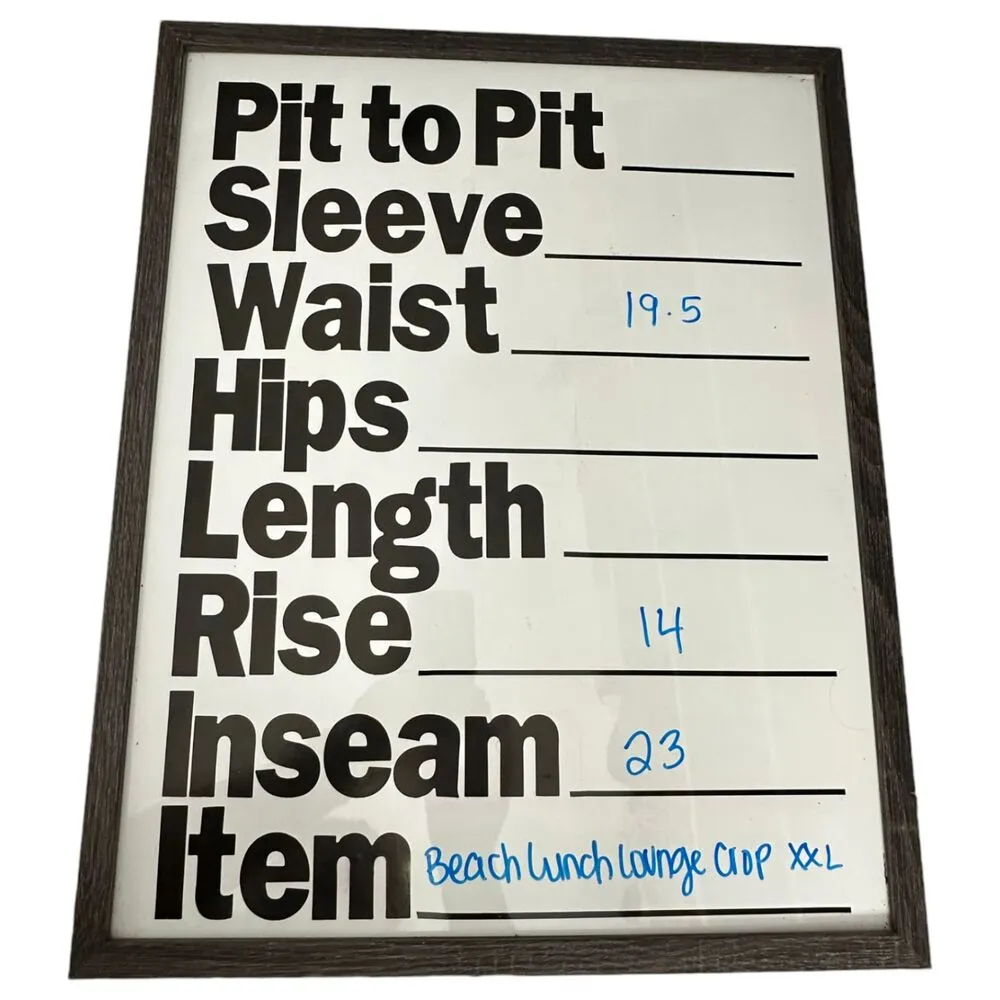 Pit to Pit
Sleeve
Waist 19.5
Hips
Length
Rise 14
Inseam 23
Item Beach Lunch Lounge Crop XXL